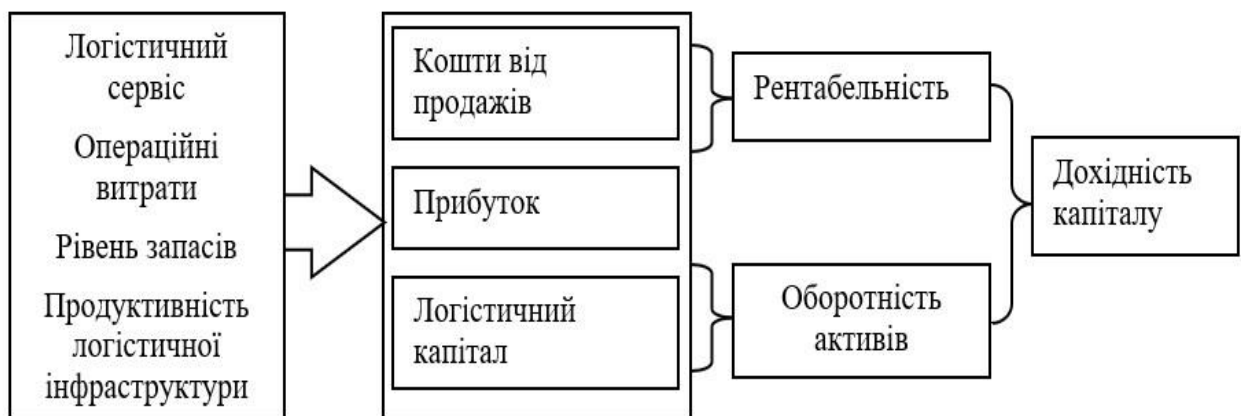 Логістичний
сервіс
Операційні
витрати
Рівень запасів
Продуктивність
логістичної
інфраструктури
Кошти від
продажів
Прибуток
Логістичний
капітал
Рентабельність
Оборотність
активів
Дохідність
капіталу